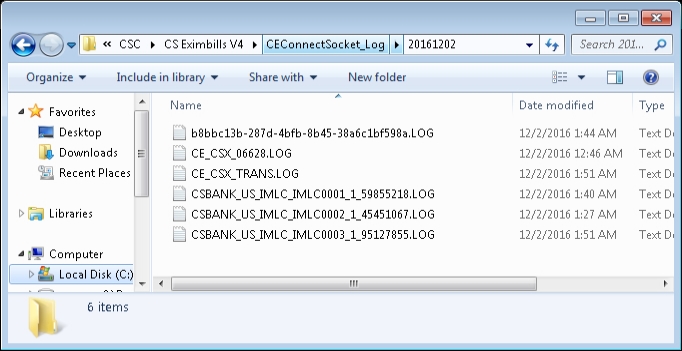 « CSC ▸ CS Eximbills V4 ▸ CEConnectSocket_Log ▸ 20161202 Search 201...
Organize Include in library Share with New folder
Name Date modified Type
Favorites
Desktop
Downloads
Recent Places
Libraries
Computer
Local Disk (C:)
b8bbc13b-287d-4bfb-8b45-38a6c1bf598a.LOG 12/2/2016 1:44 AM Text Do
CE_CSX_06628.LOG 12/2/2016 12:46 AM Text Do
CE_CSX_TRANS.LOG 12/2/2016 1:51 AM Text Do
CSBANK_US_IMLC_IMLC0001_1_59855218.LOG 12/2/2016 1:40 AM Text Do
CSBANK_US_IMLC_IMLC0002_1_45451067.LOG 12/2/2016 1:27 AM Text Do
CSBANK_US_IMLC_IMLC0003_1_95127855.LOG 12/2/2016 1:51 AM Text Do
6 items